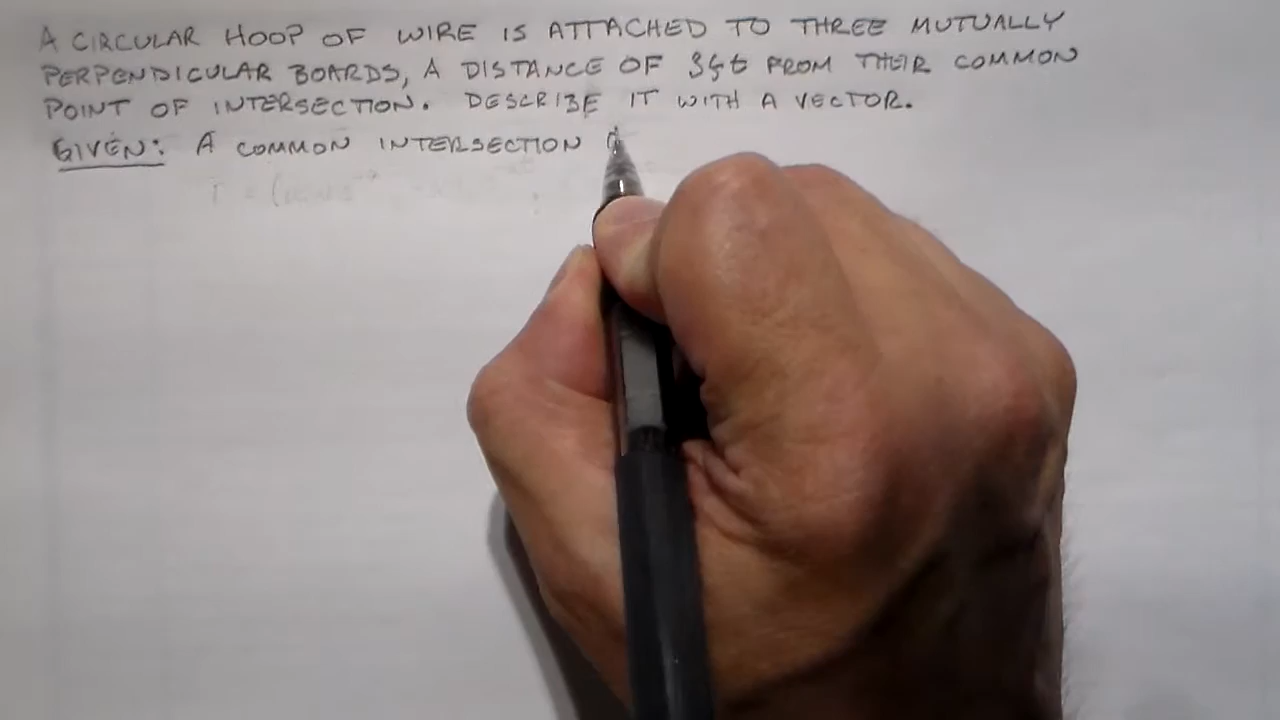 A CIRCULAR HOOP OF WIRE IS ATTACHED TO THREE MUTUALLY
PERPENDICULAR BOARDS, A DISTANCE OF 3ft FROM THEIR COMMON
POINT OF INTERSECTION. DESCRIBE IT WITH A VECTOR.
GIVEN: A COMMON INTERSECTION